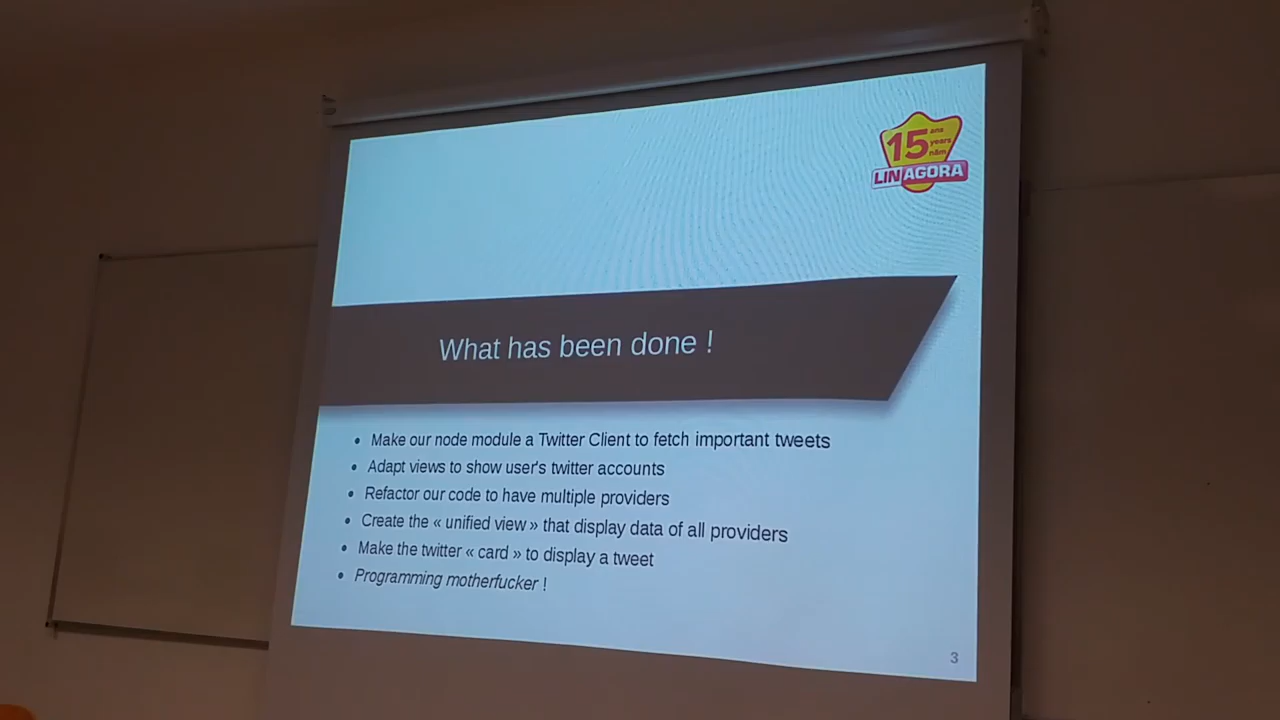 15 ans
years
năm
LINAGORA
What has been done !
• Make our node module a Twitter Client to fetch important tweets
• Adapt views to show user's twitter accounts
• Refactor our code to have multiple providers
• Create the « unified view » that display data of all providers
• Make the twitter « card » to display a tweet
• Programming motherfucker !
3